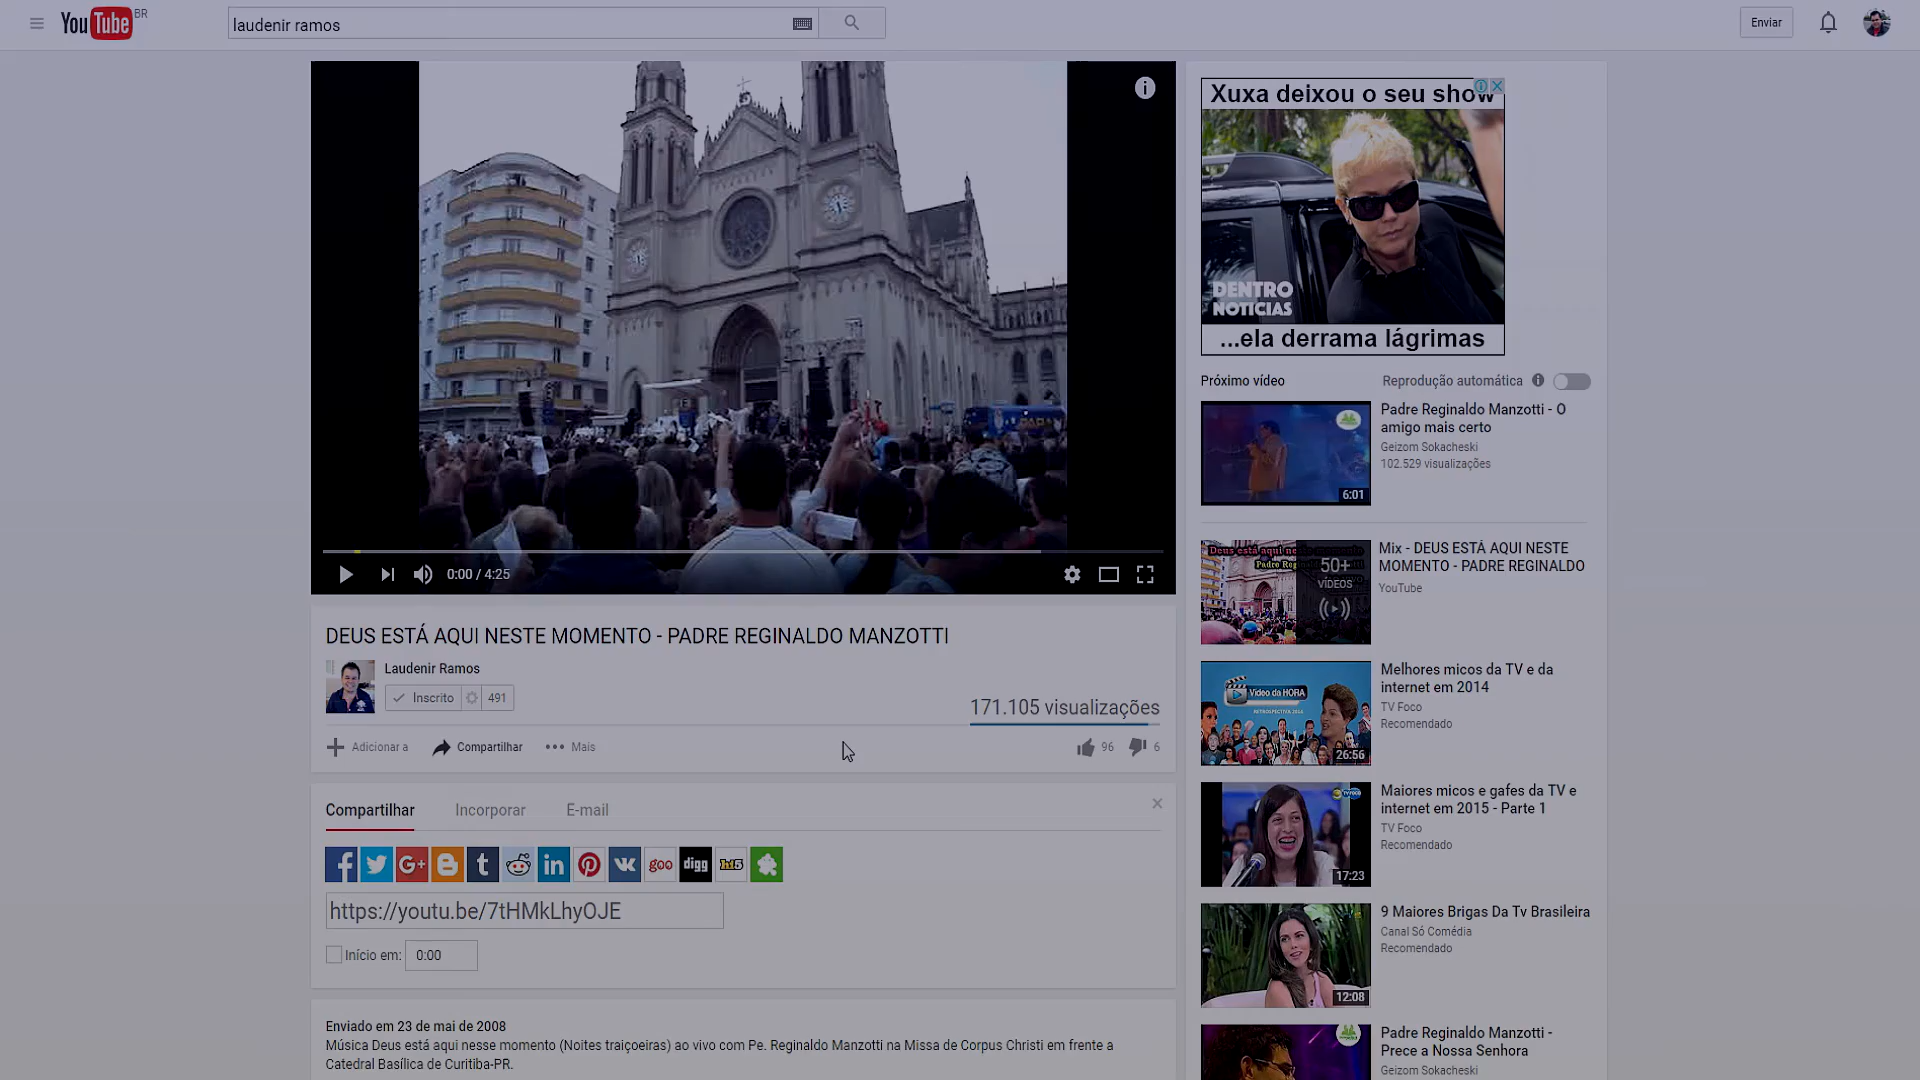 YouTube BR
laudenir ramos
Enviar
0:00 / 4:25
DEUS ESTÁ AQUI NESTE MOMENTO - PADRE REGINALDO MANZOTTI
Laudenir Ramos
Inscrito 491
171.105 visualizações
Adicionar a Compartilhar Mais 96 6
Compartilhar Incorporar E-mail
goo digg hi5
https://youtu.be/7tHMkLhyOJE
Início em: 0:00
Enviado em 23 de mai de 2008
Música Deus está aqui nesse momento (Noites traiçoeiras) ao vivo com Pe. Reginaldo Manzotti na Missa de Corpus Christi em frente a
Catedral Basílica de Curitiba-PR.
Xuxa deixou o seu show
DENTRO
NOTICIAS
...ela derrama lágrimas
Próximo vídeo Reprodução automática
6:01
Padre Reginaldo Manzotti - O
amigo mais certo
Geizom Sokacheski
102.529 visualizações
50+
VÍDEOS
Mix - DEUS ESTÁ AQUI NESTE
MOMENTO - PADRE REGINALDO
YouTube
Vídeo da HORA
RETROSPECTIVA 2014
26:56
Melhores micos da TV e da
internet em 2014
TV Foco
Recomendado
17:23
Maiores micos e gafes da TV e
internet em 2015 - Parte 1
TV Foco
Recomendado
12:08
9 Maiores Brigas Da Tv Brasileira
Canal Só Comédia
Recomendado
Padre Reginaldo Manzotti -
Prece a Nossa Senhora
Geizom Sokacheski